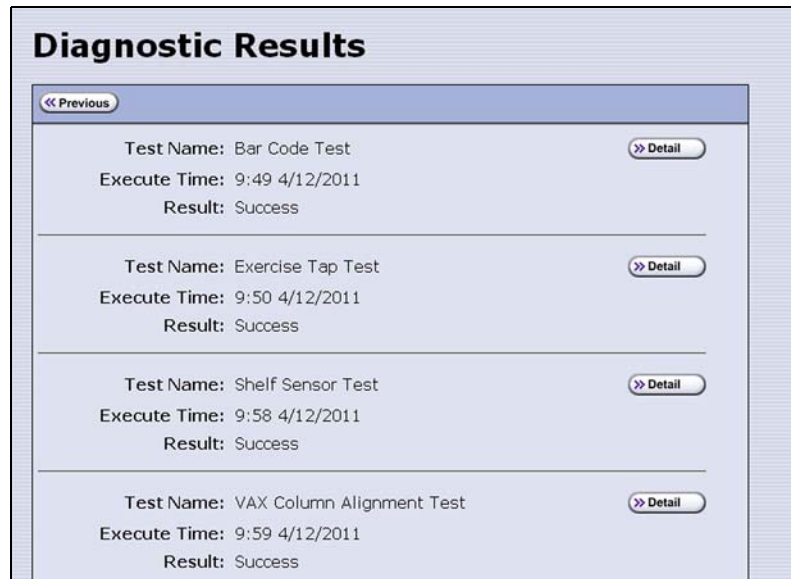 Diagnostic Results
Previous
Test Name: Bar Code Test
Detail
Execute Time: 9:49 4/12/2011
Result: Success
Test Name: Exercise Tap Test
Detail
Execute Time: 9:50 4/12/2011
Result: Success
Test Name: Shelf Sensor Test
Detail
Execute Time: 9:58 4/12/2011
Result: Success
Test Name: VAX Column Alignment Test
Detail
Execute Time: 9:59 4/12/2011
Result: Success